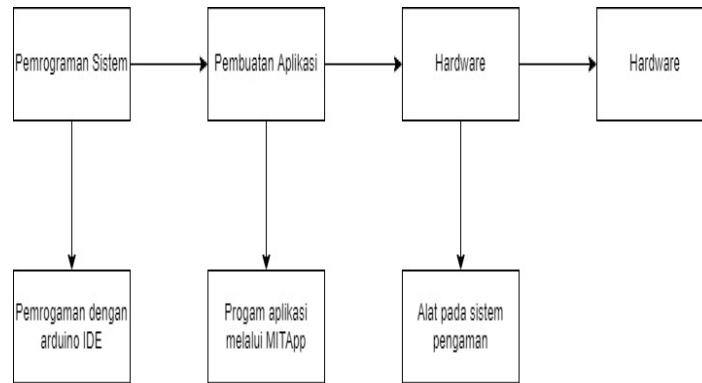 Pemrograman Sistem
Pembuatan Aplikasi
Hardware
Hardware
Pemrogaman dengan
arduino IDE
Progam aplikasi
melalui MITApp
Alat pada sistem
pengaman